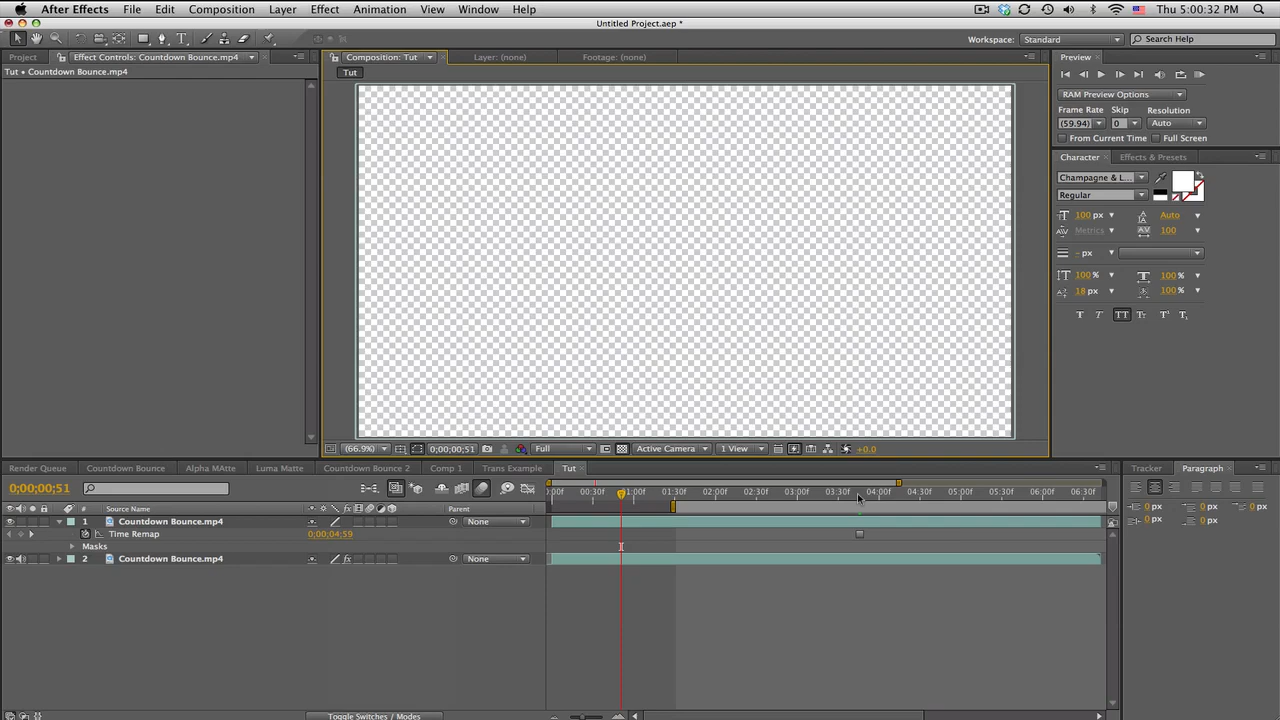 After Effects File Edit Composition Layer Effect Animation View Window Help Thu 5:00:32 PM
Untitled Project.aep *
Workspace: Standard Search Help
Project Effect Controls: Countdown Bounce.mp4 Composition: Tut Layer: (none) Footage: (none) Preview
Tut • Countdown Bounce.mp4
Tut
RAM Preview Options
Frame Rate Skip Resolution
(59.94) 0 Auto
From Current Time Full Screen
Character Effects & Presets
Champagne & L...
Regular
100 px Auto
Metrics 100
- px
100 % 100 %
18 px 100 %
T T TT Tr T¹ T₁
(66.9%) 0;00;00;51 Full Active Camera 1 View +0.0
Render Queue Countdown Bounce Alpha MAtte Luma Matte Countdown Bounce 2 Comp 1 Trans Example Tut Tracker Paragraph
0;00;00;51
:00f 00:30f 01:00f 01:30f 02:00f 02:30f 03:00f 03:30f 04:00f 04:30f 05:00f 05:30f 06:00f 06:30f
0 px 0 px 0 px
0 px 0 px
# Source Name Parent
1 Countdown Bounce.mp4 None
Time Remap 0;00;04;59
Masks
2 Countdown Bounce.mp4 None
Toggle Switches / Modes